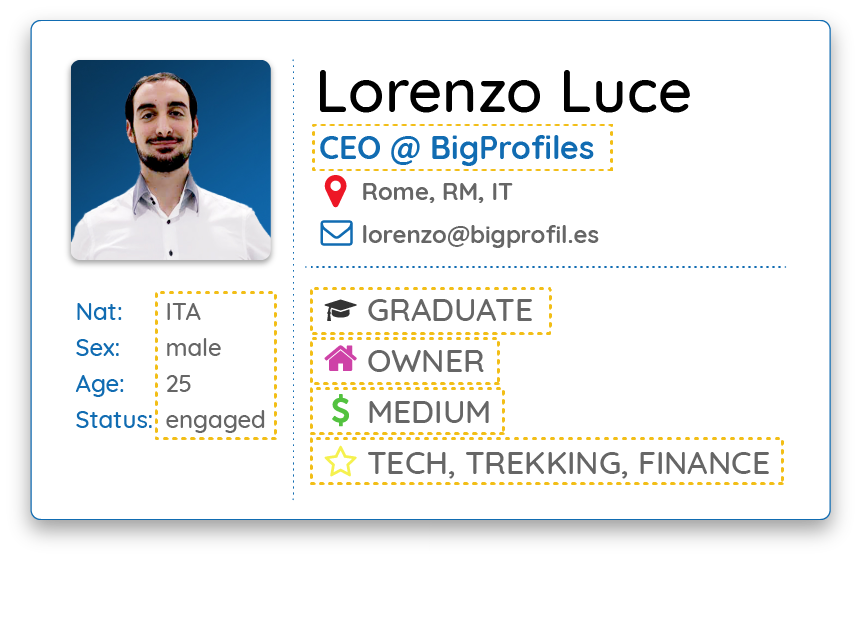 Lorenzo Luce
CEO @ BigProfiles
Rome, RM, IT
lorenzo@bigprofil.es
Nat: ITA
Sex: male
Age: 25
Status: engaged
GRADUATE
OWNER
$ MEDIUM
TECH, TREKKING, FINANCE